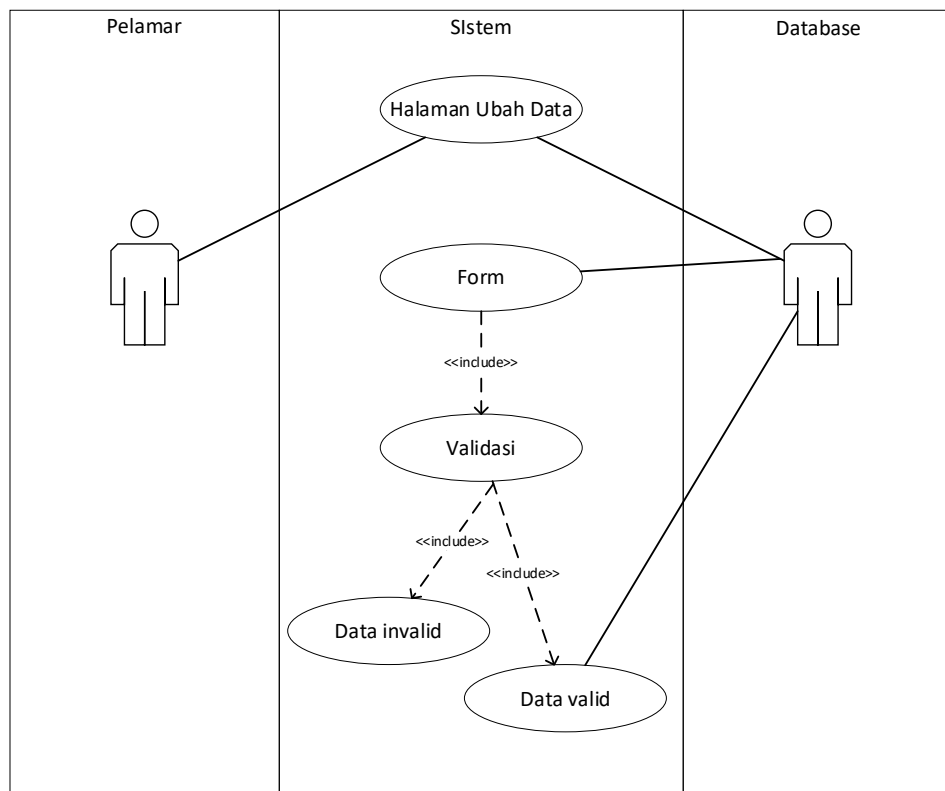 Pelamar
SIstem
Database
Halaman Ubah Data
Form
<<include>>
Validasi
<<include>>
<<include>>
Data invalid
Data valid